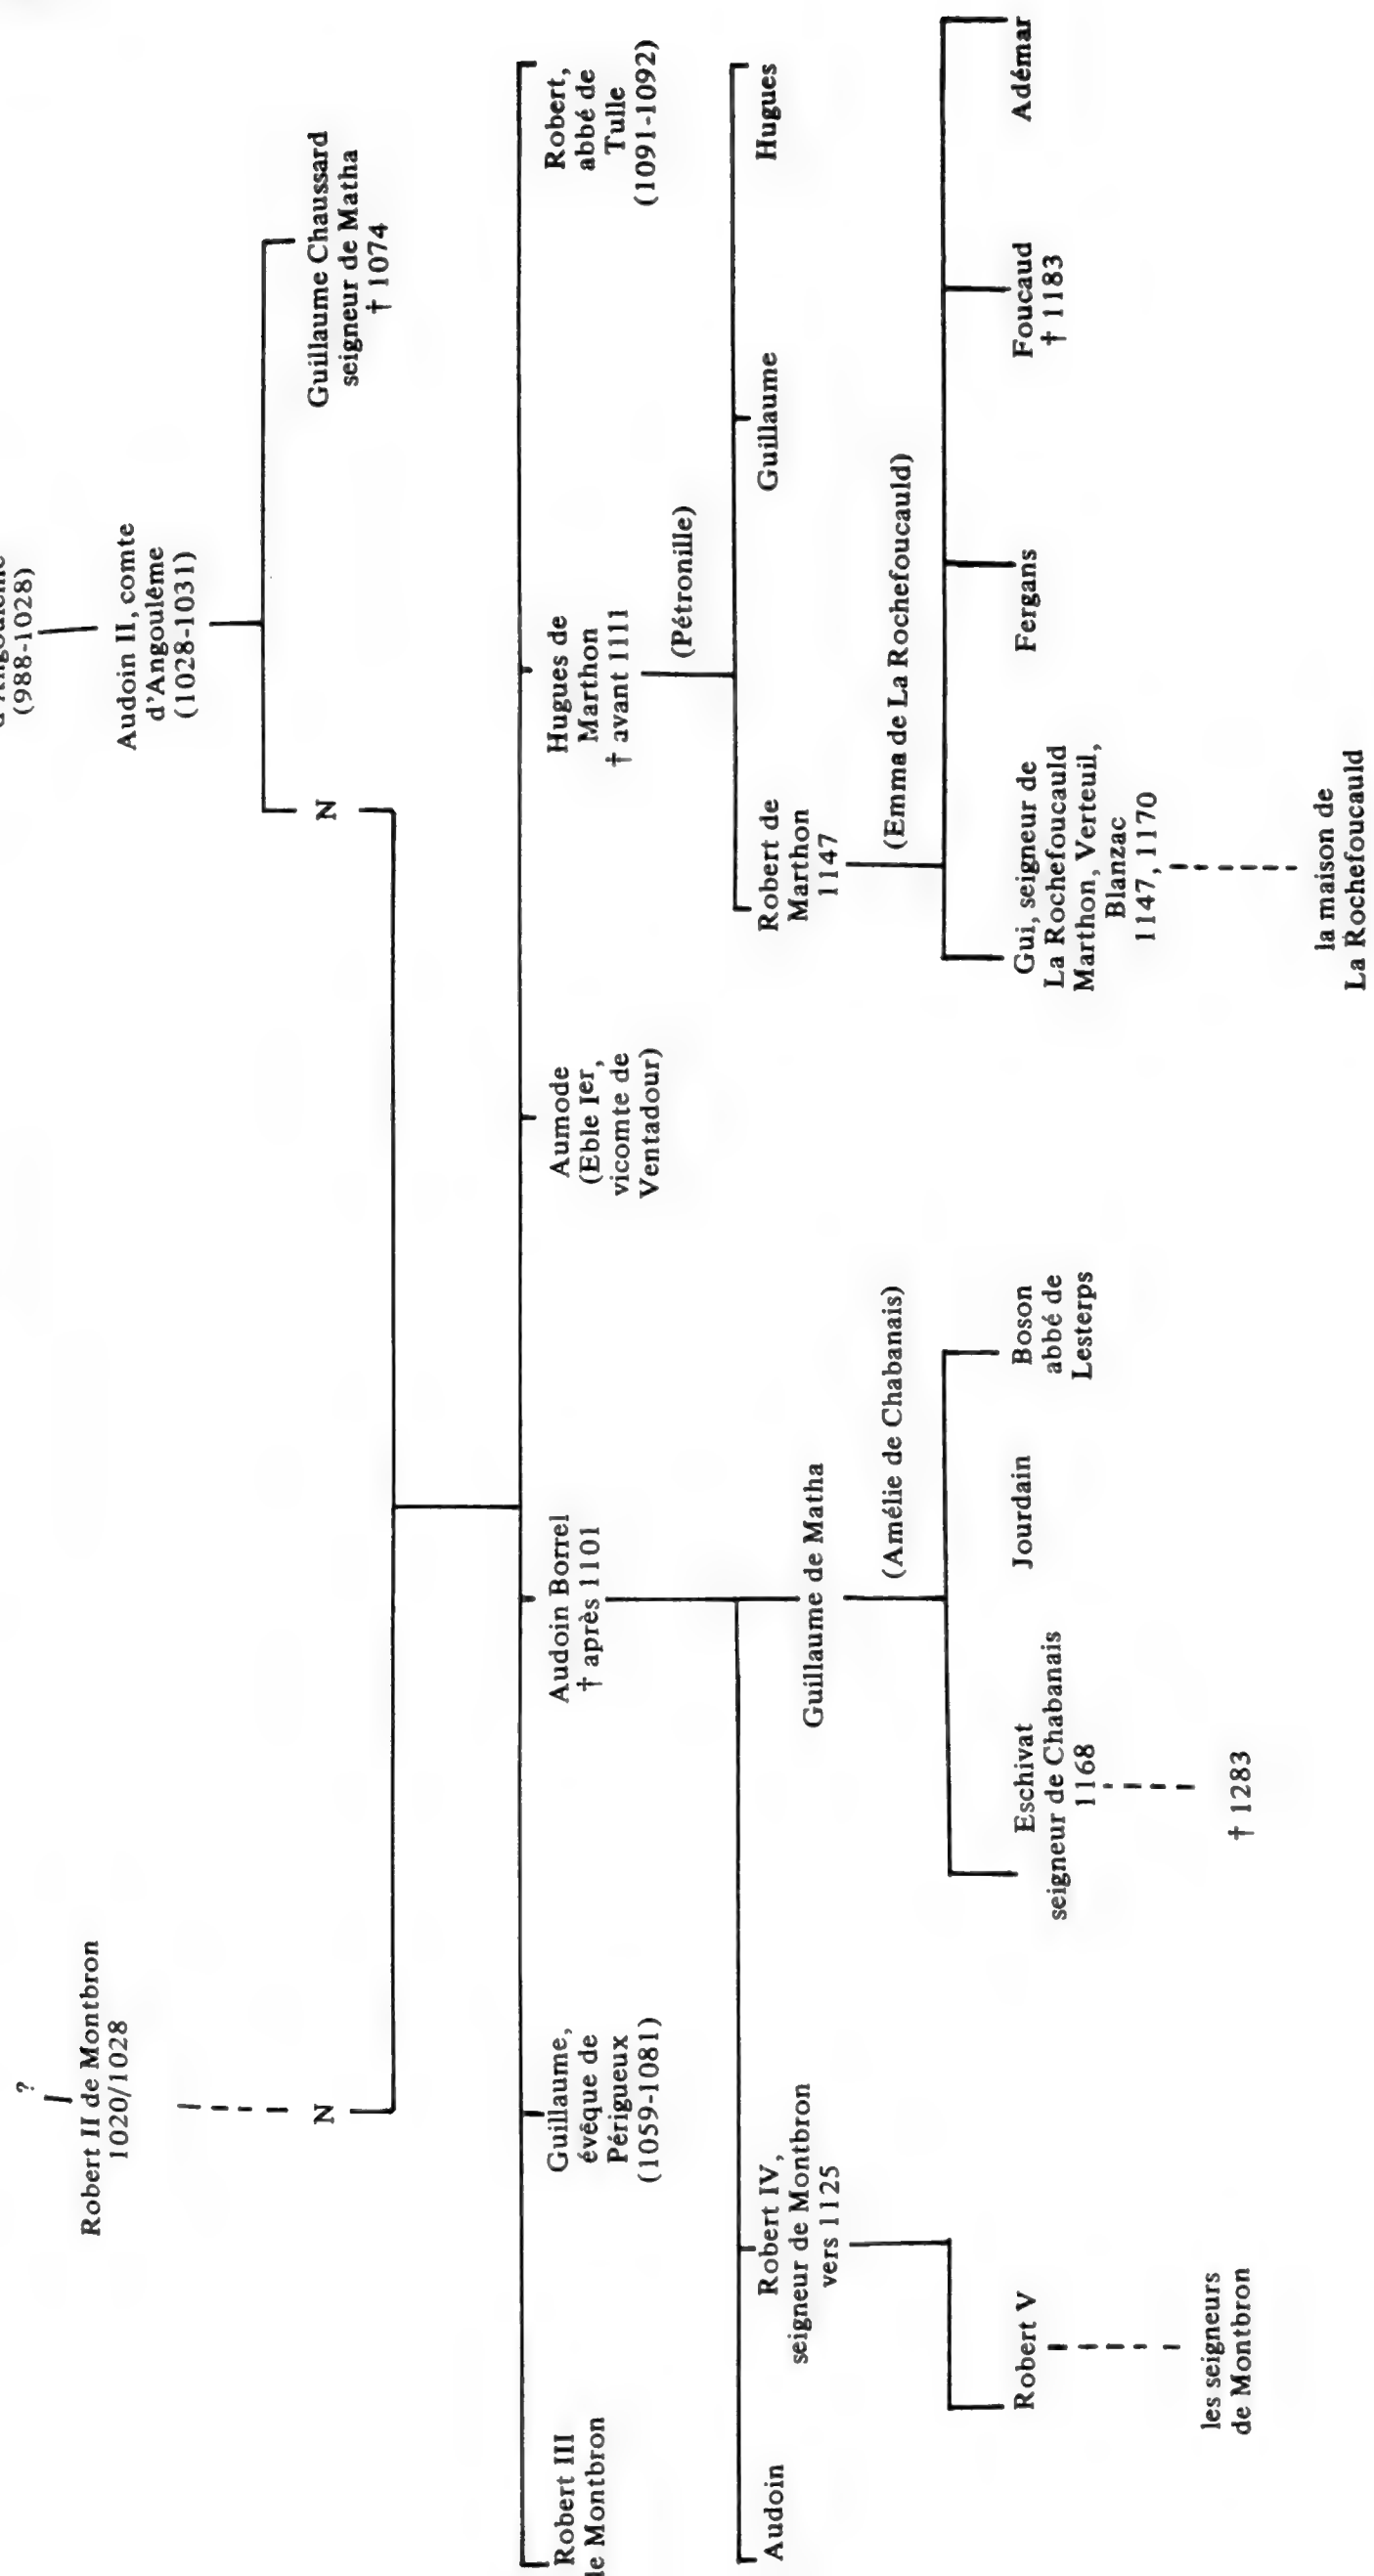 ?
Robert II de Montbron
1020/1028
N
(988-1028)
Audoin II, comte
d'Angoulême
(1028-1031)
N
Guillaume Chaussard
seigneur de Matha
† 1074
Robert III
de Montbron
Guillaume,
évêque de
Périgueux
(1059-1081)
Audoin Borrel
† après 1101
Aumode
(Eble Ier,
vicomte de
Ventadour)
Hugues de
Marthon
† avant 1111
(Pétronille)
Robert,
abbé de
Tulle
(1091-1092)
Audoin
Robert IV,
seigneur de Montbron
vers 1125
Guillaume de Matha
(Amélie de Chabanais)
Robert de
Marthon
1147
(Emma de La Rochefoucauld)
Guillaume
Hugues
Robert V
les seigneurs
de Montbron
Eschivat
seigneur de Chabanais
1168
† 1283
Jourdain
Boson
abbé de
Lesterps
Gui, seigneur de
La Rochefoucauld
Marthon, Verteuil,
Blanzac
1147, 1170
la maison de
La Rochefoucauld
Fergans
Foucaud
† 1183
Adémar